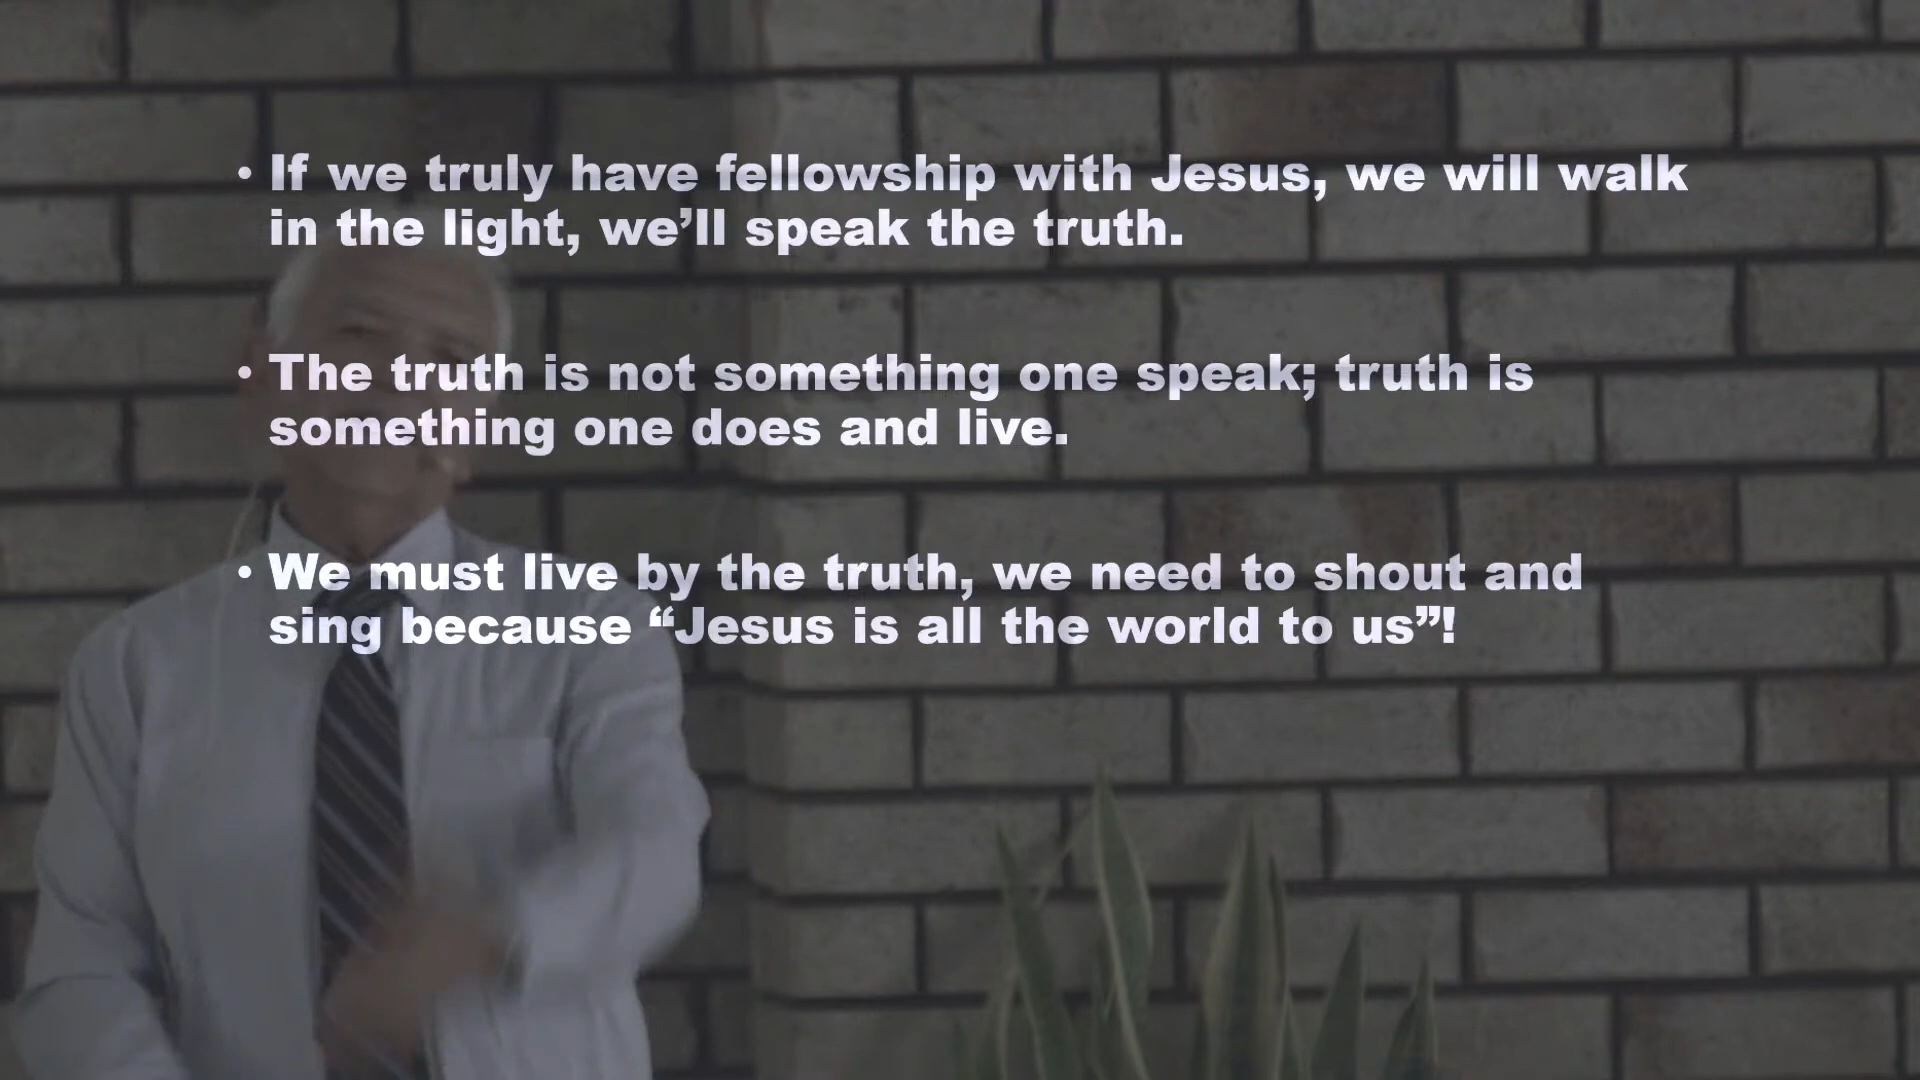 • If we truly have fellowship with Jesus, we will walk
in the light, we’ll speak the truth.
• The truth is not something one speak; truth is
something one does and live.
• We must live by the truth, we need to shout and
sing because “Jesus is all the world to us”!